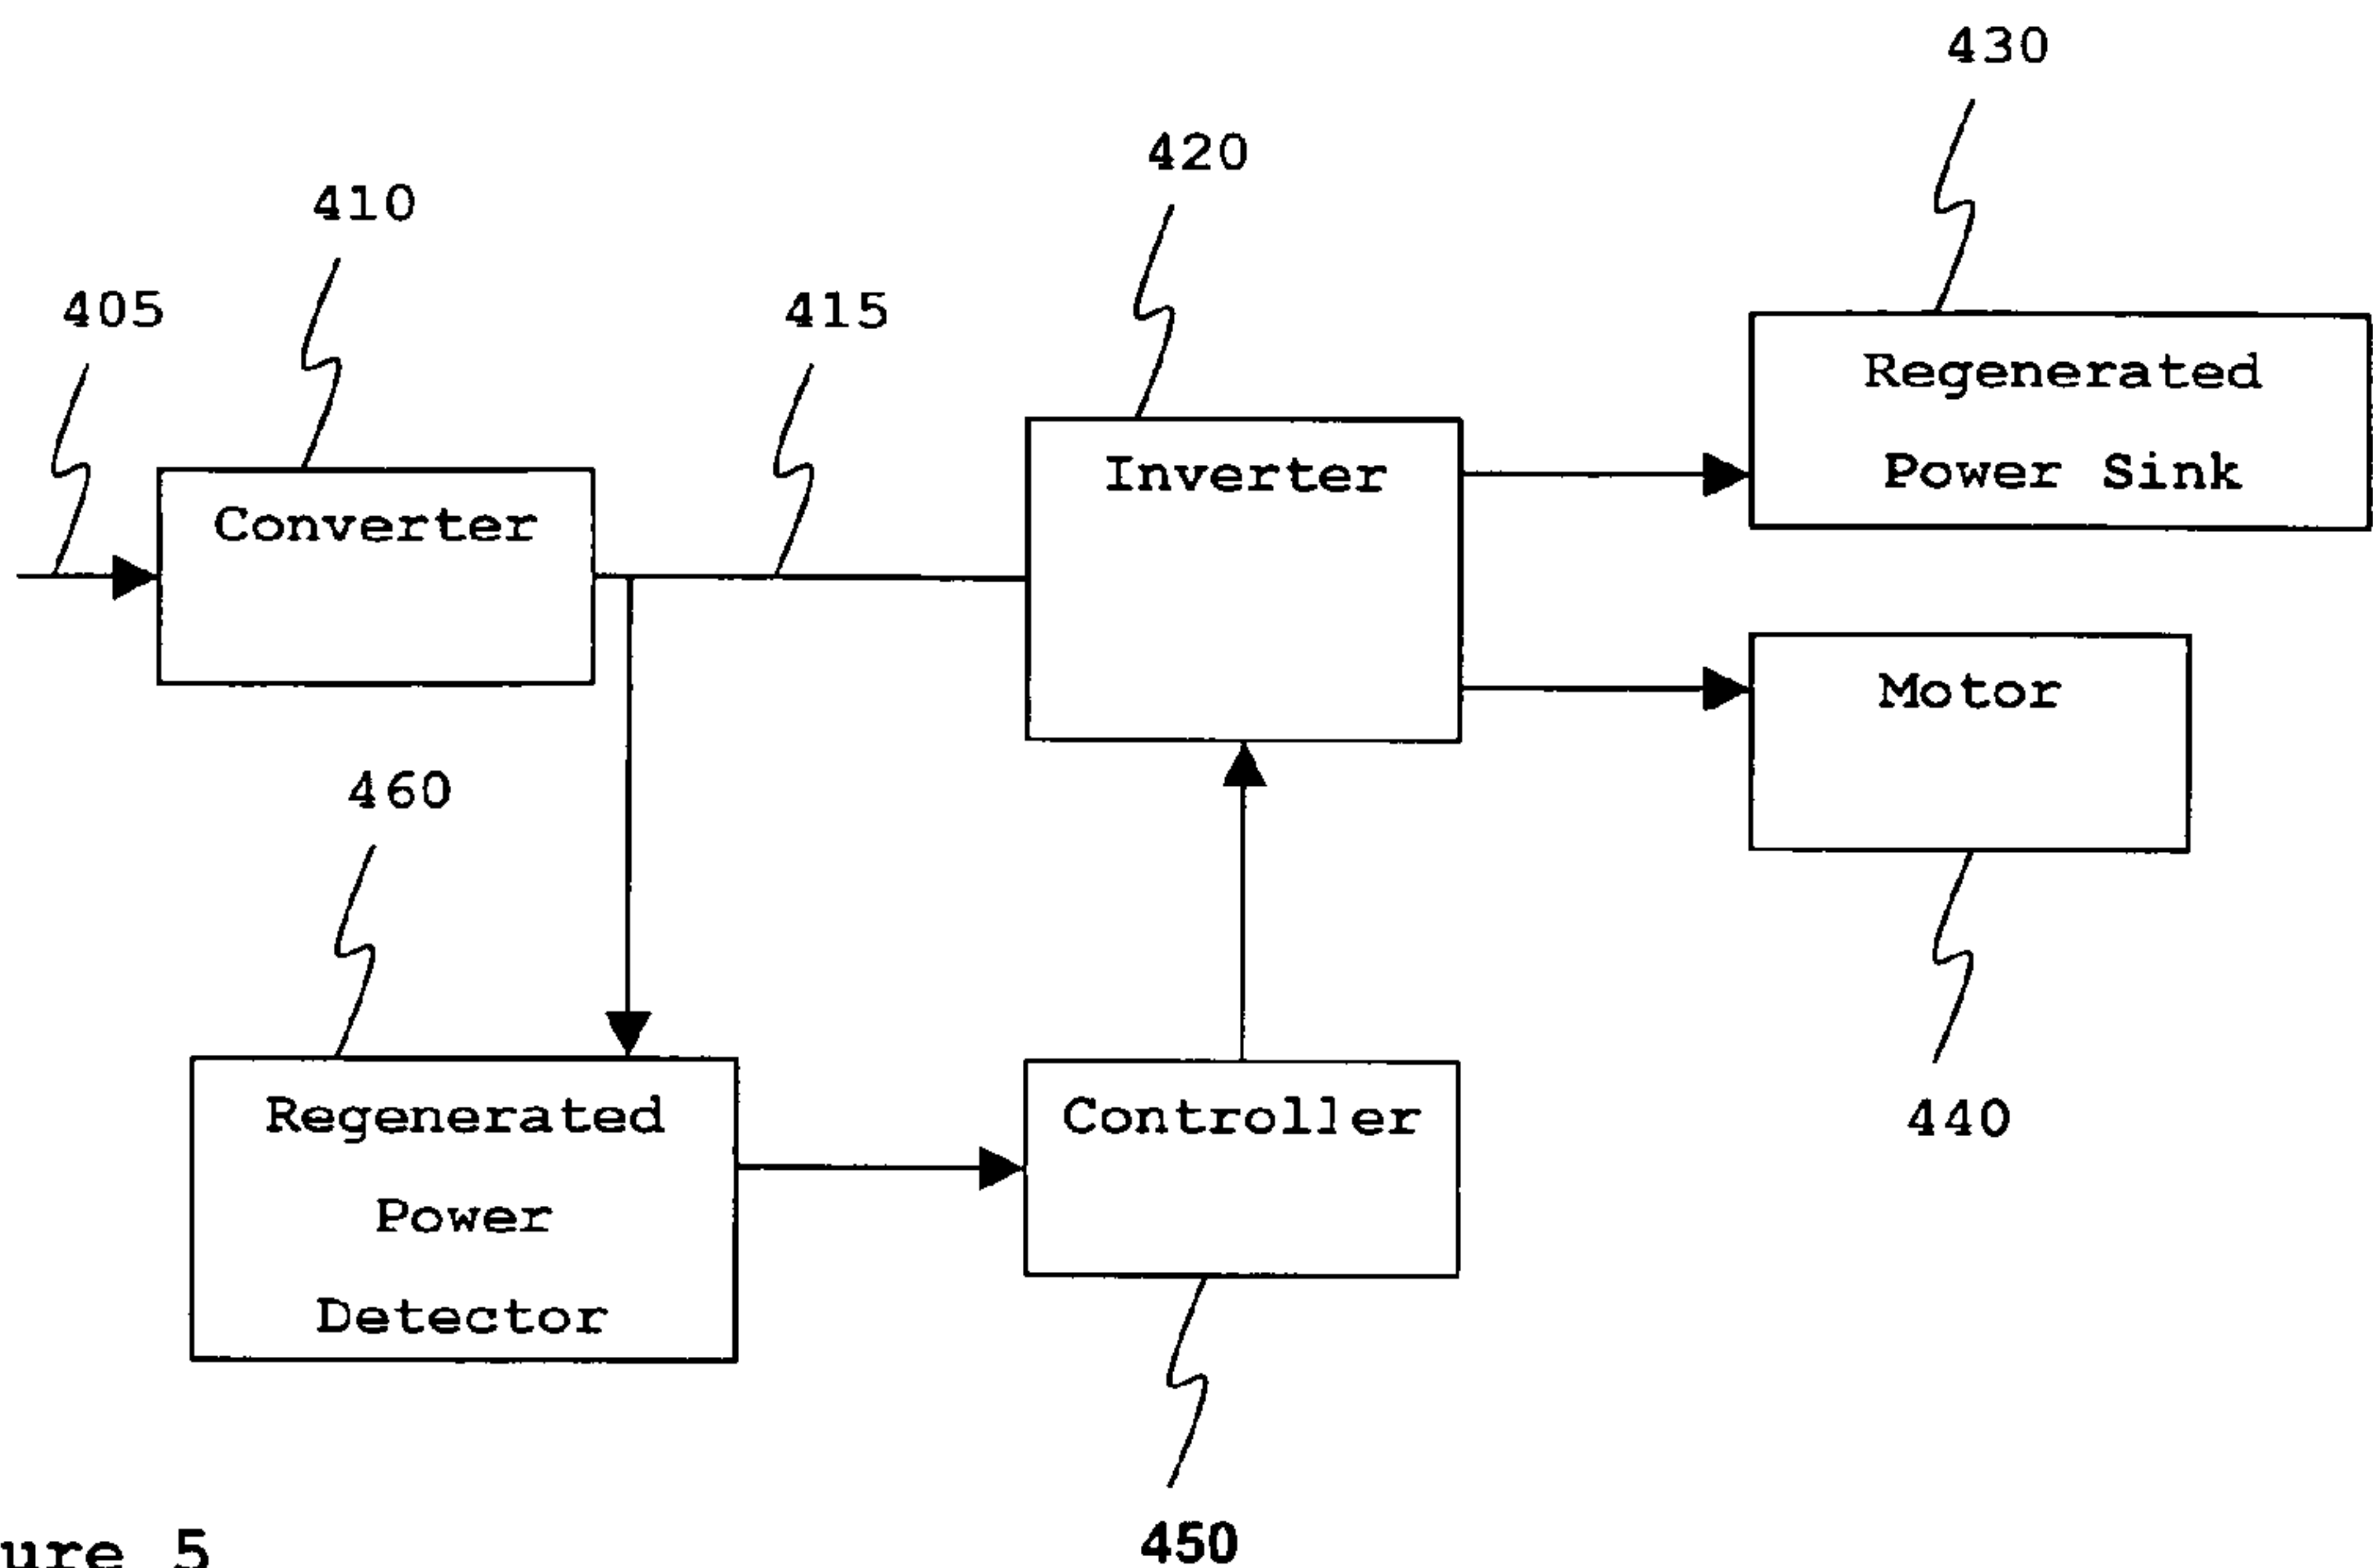 430
420
410
405
415
Regenerated
Power Sink
Inverter
Converter
Motor
460
Regenerated
Power
Detector
Controller
440
450
ure 5